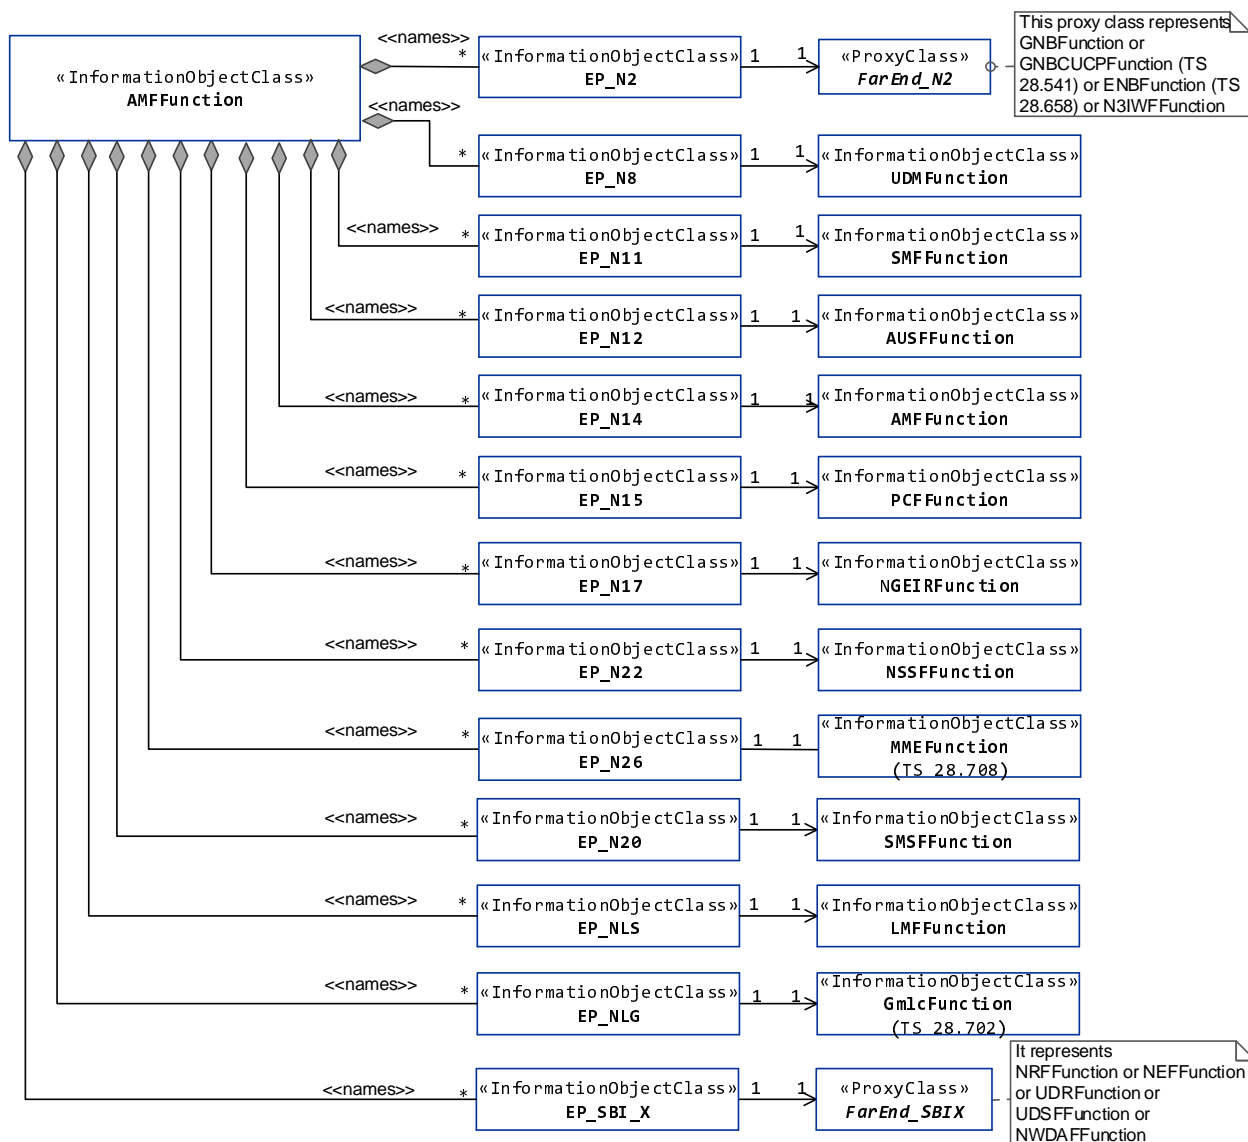 «InformationObjectClass»
AMFFunction
<<names>>
*
«InformationObjectClass»
EP_N2
1
1
«ProxyClass»
FarEnd_N2
This proxy class represents
GNBFunction or
GNBCUCPFunction (TS
28.541) or ENBFunction (TS
28.658) or N3IWFFunction
<<names>>
*
«InformationObjectClass»
EP_N8
1
1
«InformationObjectClass»
UDMFunction
<<names>>
*
«InformationObjectClass»
EP_N11
1
1
«InformationObjectClass»
SMFFunction
<<names>>
*
«InformationObjectClass»
EP_N12
1
1
«InformationObjectClass»
AUSFFunction
<<names>>
*
«InformationObjectClass»
EP_N14
1
1
«InformationObjectClass»
AMFFunction
<<names>>
*
«InformationObjectClass»
EP_N15
1
1
«InformationObjectClass»
PCFFunction
<<names>>
*
«InformationObjectClass»
EP_N17
1
1
«InformationObjectClass»
NGEIRFunction
<<names>>
*
«InformationObjectClass»
EP_N22
1
1
«InformationObjectClass»
NSSFFunction
<<names>>
*
«InformationObjectClass»
EP_N26
1
1
«InformationObjectClass»
MMEFunction
(TS 28.708)
<<names>>
*
«InformationObjectClass»
EP_N20
1
1
«InformationObjectClass»
SMSFFunction
<<names>>
*
«InformationObjectClass»
EP_NLS
1
1
«InformationObjectClass»
LMFFunction
<<names>>
*
«InformationObjectClass»
EP_NLG
1
1
«InformationObjectClass»
GmlcFunction
(TS 28.702)
<<names>>
*
«InformationObjectClass»
EP_SBI_X
1
1
«ProxyClass»
FarEnd_SBIX
It represents
NRFFunction or NEFFunction
or UDRFunction or
UDSFFunction or
NWDAFFunction